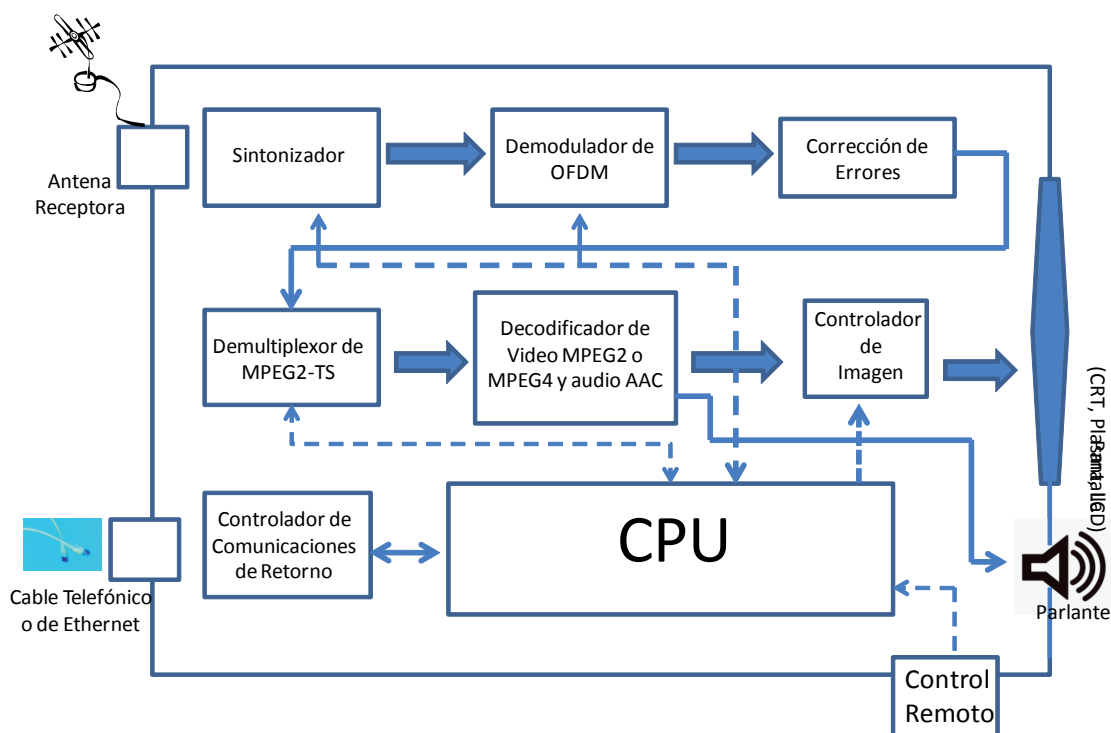 Antena
Receptora
Sintonizador
Demodulador de
OFDM
Corrección de
Errores
Demultiplexor de
MPEG2-TS
Decodificador de
Video MPEG2 o
MPEG4 y audio AAC
Controlador
de
Imagen
Controlador de
Comunicaciones
de Retorno
CPU
Cable Telefónico
o de Ethernet
(CRT,
Parlante
Control
Remoto